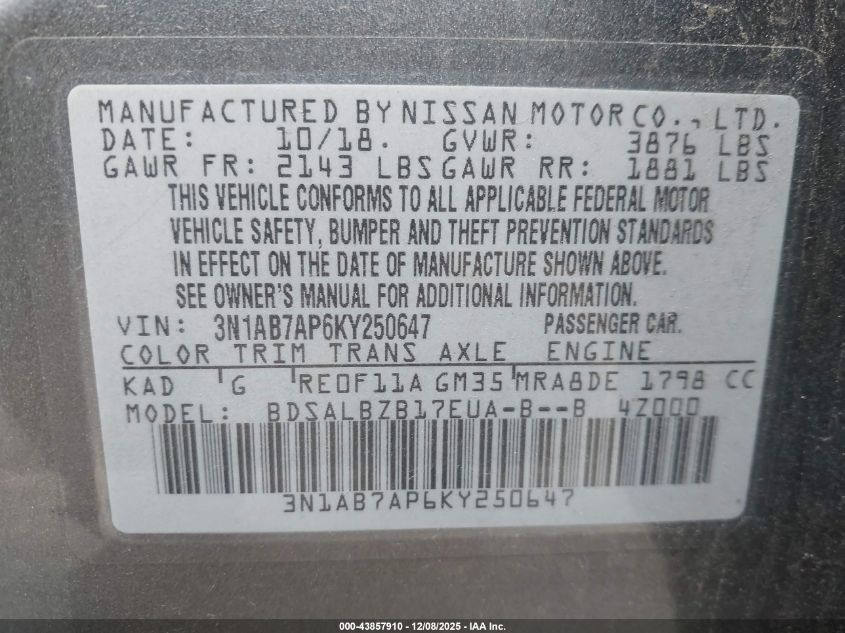 MANUFACTURED BY NISSAN MOTOR CO., LTD.
DATE: 10/18. GVWR: 3876 LBS
GAWR FR: 2143 LBS GAWR RR: 1881 LBS
THIS VEHICLE CONFORMS TO ALL APPLICABLE FEDERAL MOTOR
VEHICLE SAFETY, BUMPER AND THEFT PREVENTION STANDARDS
IN EFFECT ON THE DATE OF MANUFACTURE SHOWN ABOVE.
SEE OWNER'S MANUAL FOR ADDITIONAL INFORMATION.
VIN: 3N1AB7AP6KY250647 PASSENGER CAR.
COLOR TRIM TRANS AXLE ENGINE
KAD G RE0F11A GM35 MRA8DE 1798 CC
MODEL: BDSALBZB17EUA-B--B 4Z000
3N1AB7AP6KY250647
000-43857910 - 12/08/2025 - IAA Inc.